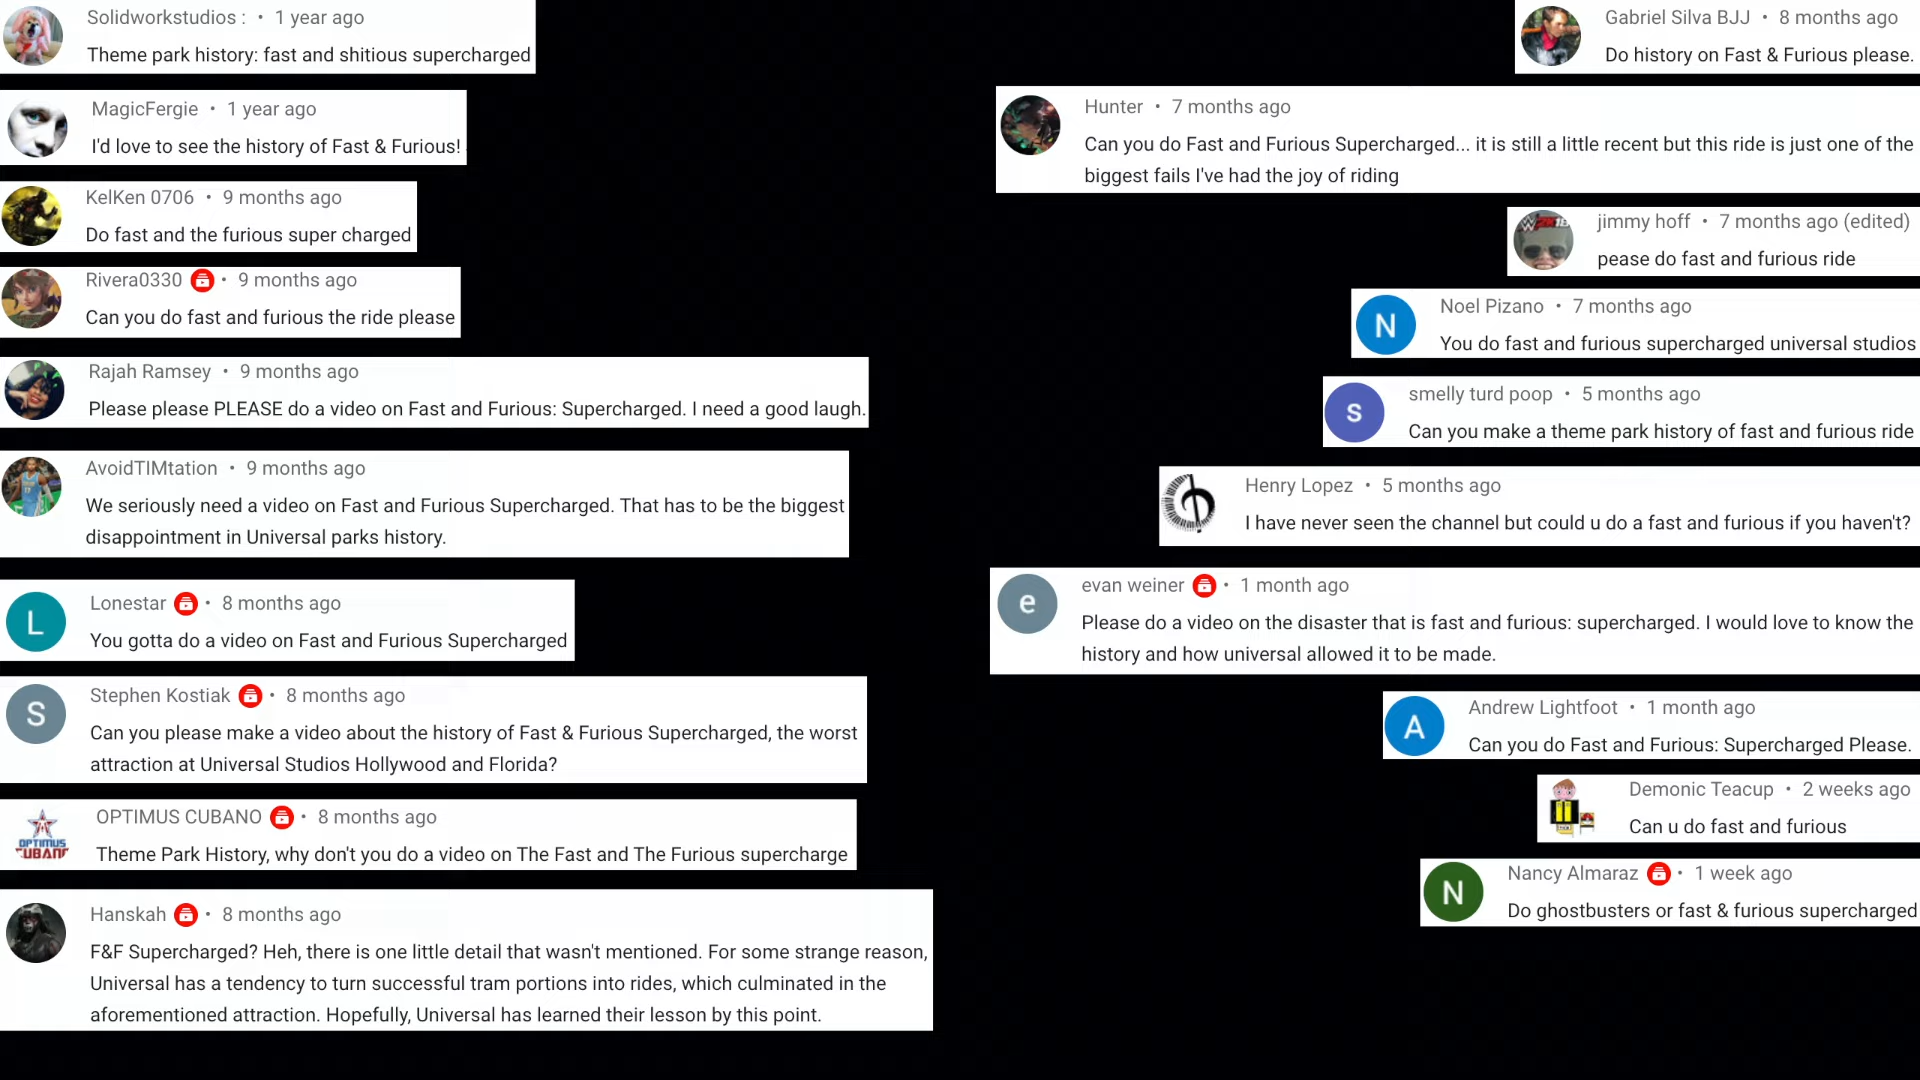 Solidworkstudios : • 1 year ago
Theme park history: fast and shitious supercharged
MagicFergie • 1 year ago
I'd love to see the history of Fast & Furious!
KelKen 0706 • 9 months ago
Do fast and the furious super charged
Rivera0330 • 9 months ago
Can you do fast and furious the ride please
Rajah Ramsey • 9 months ago
Please please PLEASE do a video on Fast and Furious: Supercharged. I need a good laugh.
AvoidTIMtation • 9 months ago
We seriously need a video on Fast and Furious Supercharged. That has to be the biggest
disappointment in Universal parks history.
L
Lonestar • 8 months ago
You gotta do a video on Fast and Furious Supercharged
S
Stephen Kostiak • 8 months ago
Can you please make a video about the history of Fast & Furious Supercharged, the worst
attraction at Universal Studios Hollywood and Florida?
OPTIMUS CUBANO • 8 months ago
OPTIMUS
CUBANO
Theme Park History, why don't you do a video on The Fast and The Furious supercharge
Hanskah • 8 months ago
F&F Supercharged? Heh, there is one little detail that wasn't mentioned. For some strange reason,
Universal has a tendency to turn successful tram portions into rides, which culminated in the
aforementioned attraction. Hopefully, Universal has learned their lesson by this point.
Gabriel Silva BJJ • 8 months ago
Do history on Fast & Furious please.
Hunter • 7 months ago
Can you do Fast and Furious Supercharged... it is still a little recent but this ride is just one of the
biggest fails I've had the joy of riding
W2K18
jimmy hoff • 7 months ago (edited)
pease do fast and furious ride
N
Noel Pizano • 7 months ago
You do fast and furious supercharged universal studios
s
smelly turd poop • 5 months ago
Can you make a theme park history of fast and furious ride
Henry Lopez • 5 months ago
I have never seen the channel but could u do a fast and furious if you haven't?
e
evan weiner • 1 month ago
Please do a video on the disaster that is fast and furious: supercharged. I would love to know the
history and how universal allowed it to be made.
A
Andrew Lightfoot • 1 month ago
Can you do Fast and Furious: Supercharged Please.
Demonic Teacup • 2 weeks ago
Can u do fast and furious
N
Nancy Almaraz • 1 week ago
Do ghostbusters or fast & furious supercharged